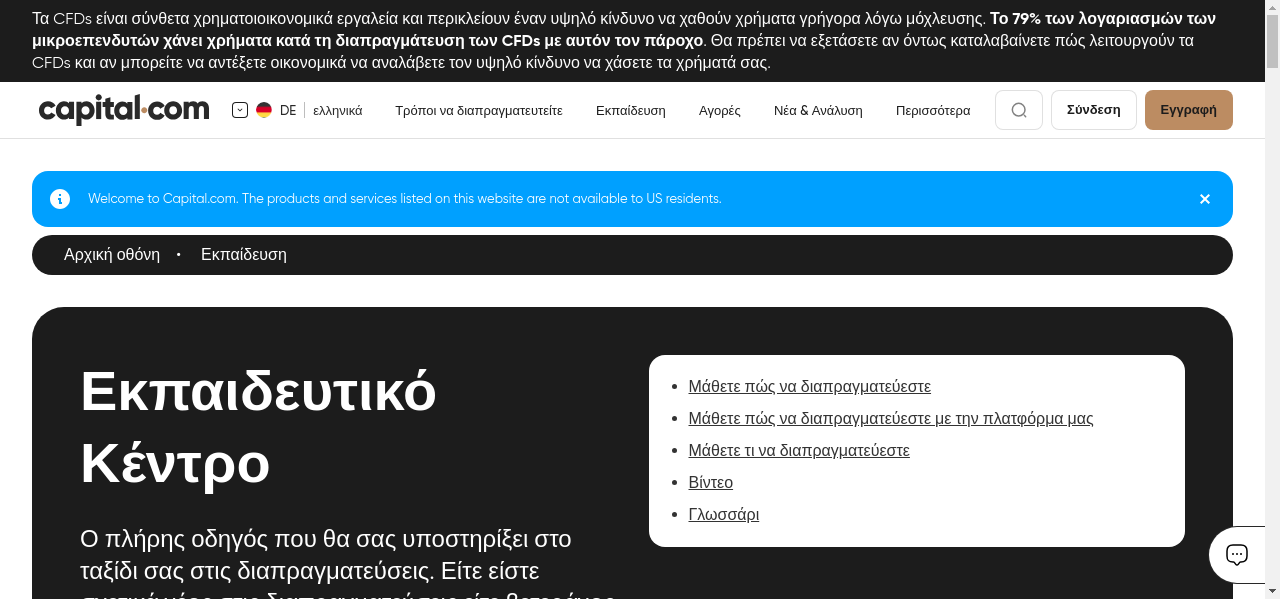 Τα CFDs είναι σύνθετα χρηματοιοικονομικά εργαλεία και περικλείουν έναν υψηλό κίνδυνο να χαθούν χρήματα γρήγορα λόγω μόχλευσης. Το 79% των λογαριασμών των
μικροεπενδυτών χάνει χρήματα κατά τη διαπραγμάτευση των CFDs με αυτόν τον πάροχο. Θα πρέπει να εξετάσετε αν όντως καταλαβαίνετε πώς λειτουργούν τα
CFDs και αν μπορείτε να αντέξετε οικονομικά να αναλάβετε τον υψηλό κίνδυνο να χάσετε τα χρήματά σας.
capital.com DE ελληνικά Τρόποι να διαπραγματευτείτε Εκπαίδευση Αγορές Νέα & Ανάλυση Περισσότερα Σύνδεση Εγγραφή
Welcome to Capital.com. The products and services listed on this website are not available to US residents.
Αρχική οθόνη • Εκπαίδευση
Εκπαιδευτικό
Κέντρο
Ο πλήρης οδηγός που θα σας υποστηρίξει στο
ταξίδι σας στις διαπραγματεύσεις. Είτε είστε
Μάθετε πώς να διαπραγματεύεστε
Μάθετε πώς να διαπραγματεύεστε με την πλατφόρμα μας
Μάθετε τι να διαπραγματεύεστε
Βίντεο
Γλωσσάρι